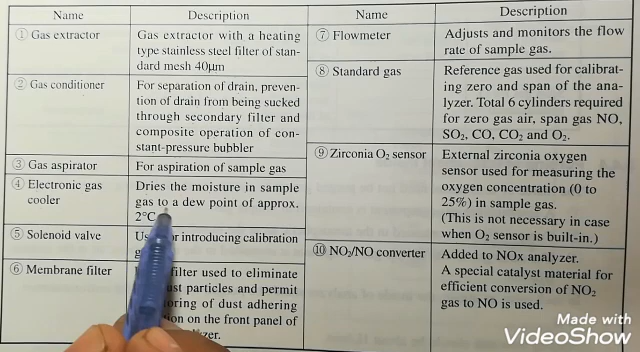 Name Description
① Gas extractor Gas extractor with a heating
type stainless steel filter of stan-
dard mesh 40μm
② Gas conditioner For separation of drain, preven-
tion of drain from being sucked
through secondary filter and
composite operation of con-
stant-pressure bubbler
③ Gas aspirator For aspiration of sample gas
④ Electronic gas Dries the moisture in sample
cooler gas to a dew point of approx.
2°C
⑤ Solenoid valve for introducing calibration
⑥ Membrane filter filter used to eliminate
particles and permit
of dust adhering
on the front panel of
Name Description
⑦ Flowmeter Adjusts and monitors the flow
rate of sample gas.
⑧ Standard gas Reference gas used for calibrat-
ing zero and span of the ana-
lyzer. Total 6 cylinders required
for zero gas air, span gas NO,
SO₂, CO, CO₂ and O₂.
⑨ Zirconia O₂ sensor External zirconia oxygen
sensor used for measuring the
oxygen concentration (0 to
25%) in sample gas.
(This is not necessary in case
when O₂ sensor is built-in.)
⑩ NO₂/NO converter Added to NOx analyzer.
A special catalyst material for
efficient conversion of NO₂
gas to NO is used.
Made with
VideoShow